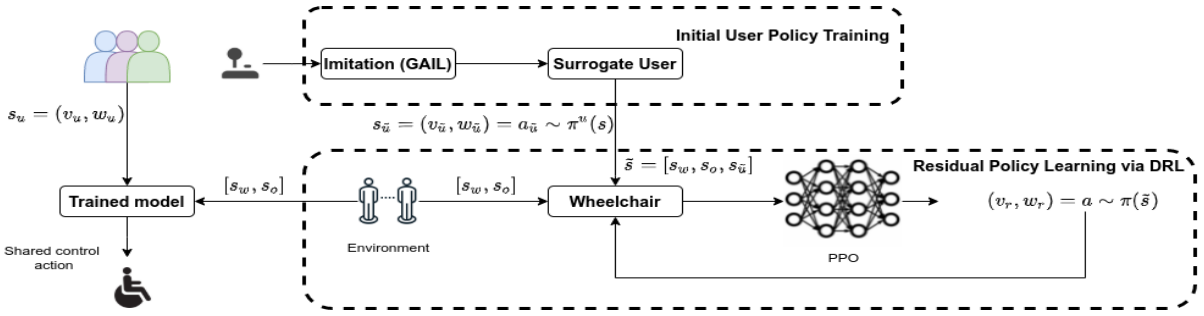 Initial User Policy Training
Imitation (GAIL)
Surrogate User
s_u = (v_u, w_u)
s_ũ = (v_ũ, w_ũ) = a_ũ ∼ π^u(s)
s̃ = [s_w, s_o, s_ũ]
Residual Policy Learning via DRL
[s_w, s_o]
[s_w, s_o]
(v_r, w_r) = a ∼ π(s̃)
Trained model
Wheelchair
Shared control
action
Environment
PPO